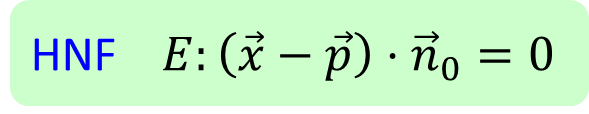 HNF E: (x⃗ − p⃗) · n⃗₀ = 0